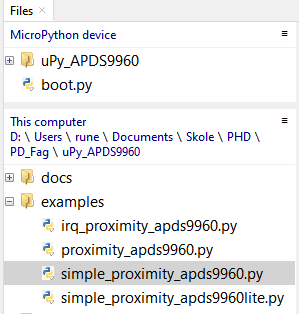 Files
MicroPython device
uPy_APDS9960
boot.py
This computer
D: \ Users \ rune \ Documents \ Skole \ PHD \
PD_Fag \ uPy_APDS9960
docs
examples
irq_proximity_apds9960.py
proximity_apds9960.py
simple_proximity_apds9960.py
simple_proximity_apds9960lite.py